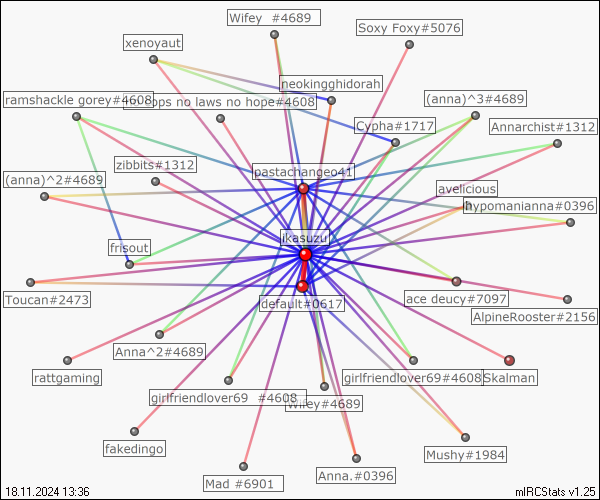 Wifey  #4689
Soxy Foxy#5076
xenoyaut
neokingghidorah
ramshackle gorey#4608
ps no laws no hope#4608
(anna)^3#4689
Cypha#1717
Annarchist#1312
zibbits#1312
pastachangeo41
(anna)^2#4689
avelicious
hypomanianna#0396
ikasuzu
frisout
Toucan#2473
default#0617
ace deucy#7097
AlpineRooster#2156
Anna^2#4689
rattgaming
girlfriendlover69#4608
Skalman
girlfriendlover69  #4608
Wifey#4689
fakedingo
Mushy#1984
Anna.#0396
Mad #6901
18.11.2024 13:36
mIRCStats v1.25